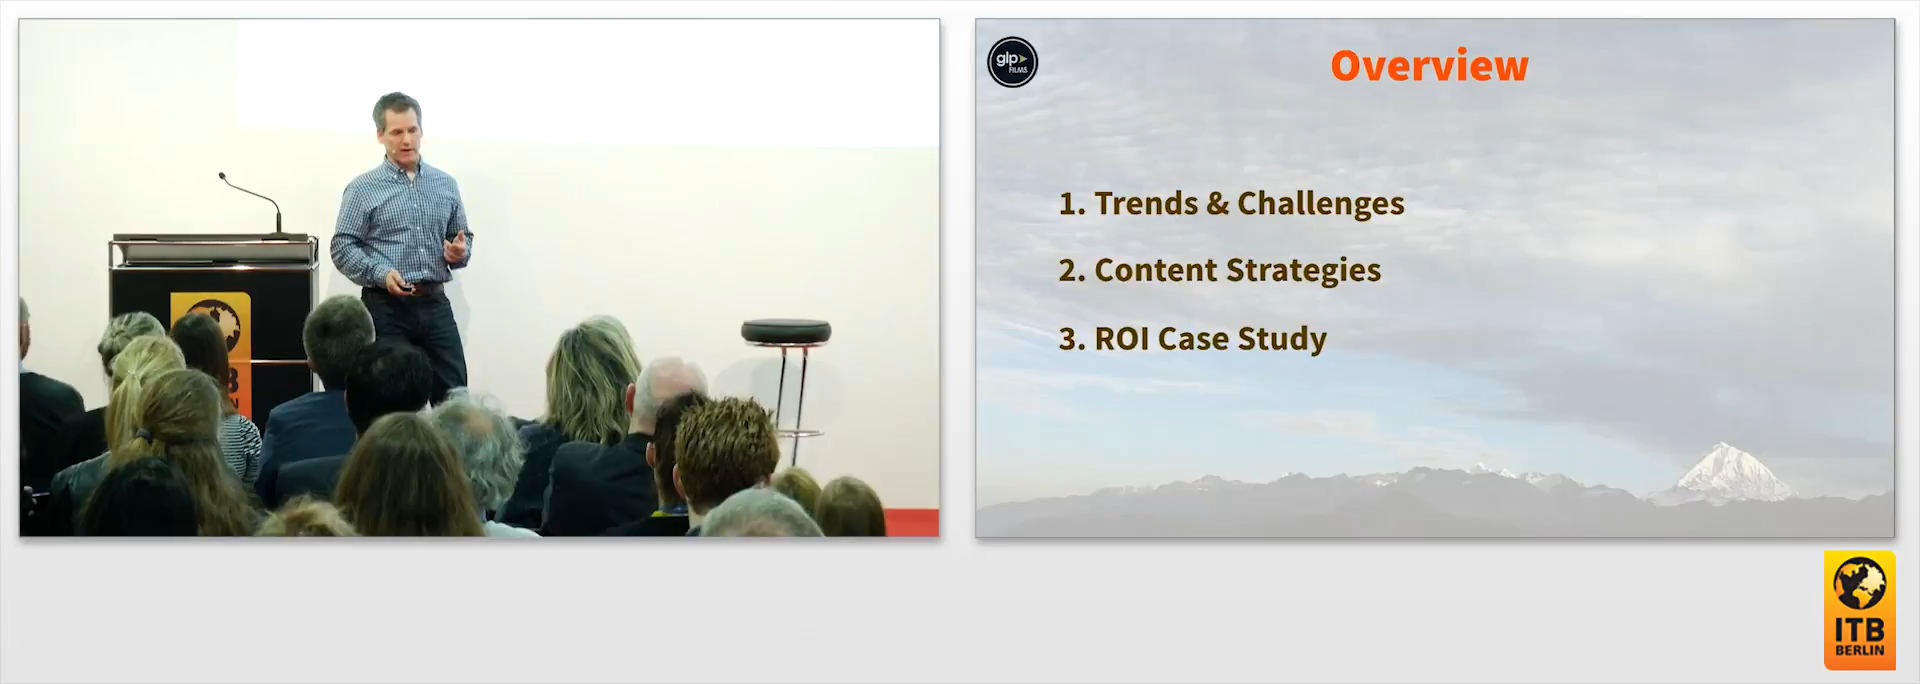 glp
FILMS
Overview
1. Trends & Challenges
2. Content Strategies
3. ROI Case Study
ITB
BERLIN